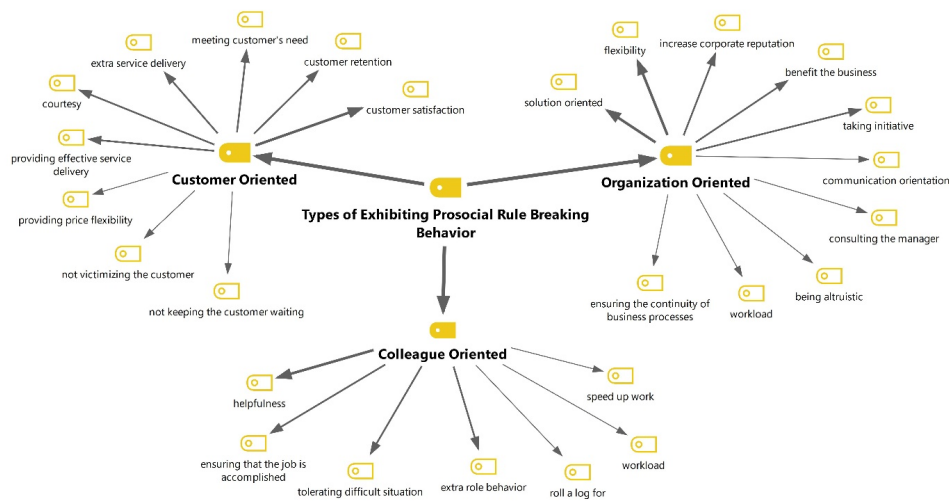 meeting customer's need
extra service delivery
customer retention
courtesy
customer satisfaction
providing effective service
delivery
Customer Oriented
providing price flexibility
not victimizing the customer
not keeping the customer waiting
Types of Exhibiting Prosocial Rule Breaking
Behavior
flexibility
increase corporate reputation
benefit the business
solution oriented
taking initiative
Organization Oriented
communication orientation
consulting the manager
being altruistic
ensuring the continuity of
business processes
workload
Colleague Oriented
helpfulness
speed up work
ensuring that the job is
accomplished
tolerating difficult situation
extra role behavior
roll a log for
workload